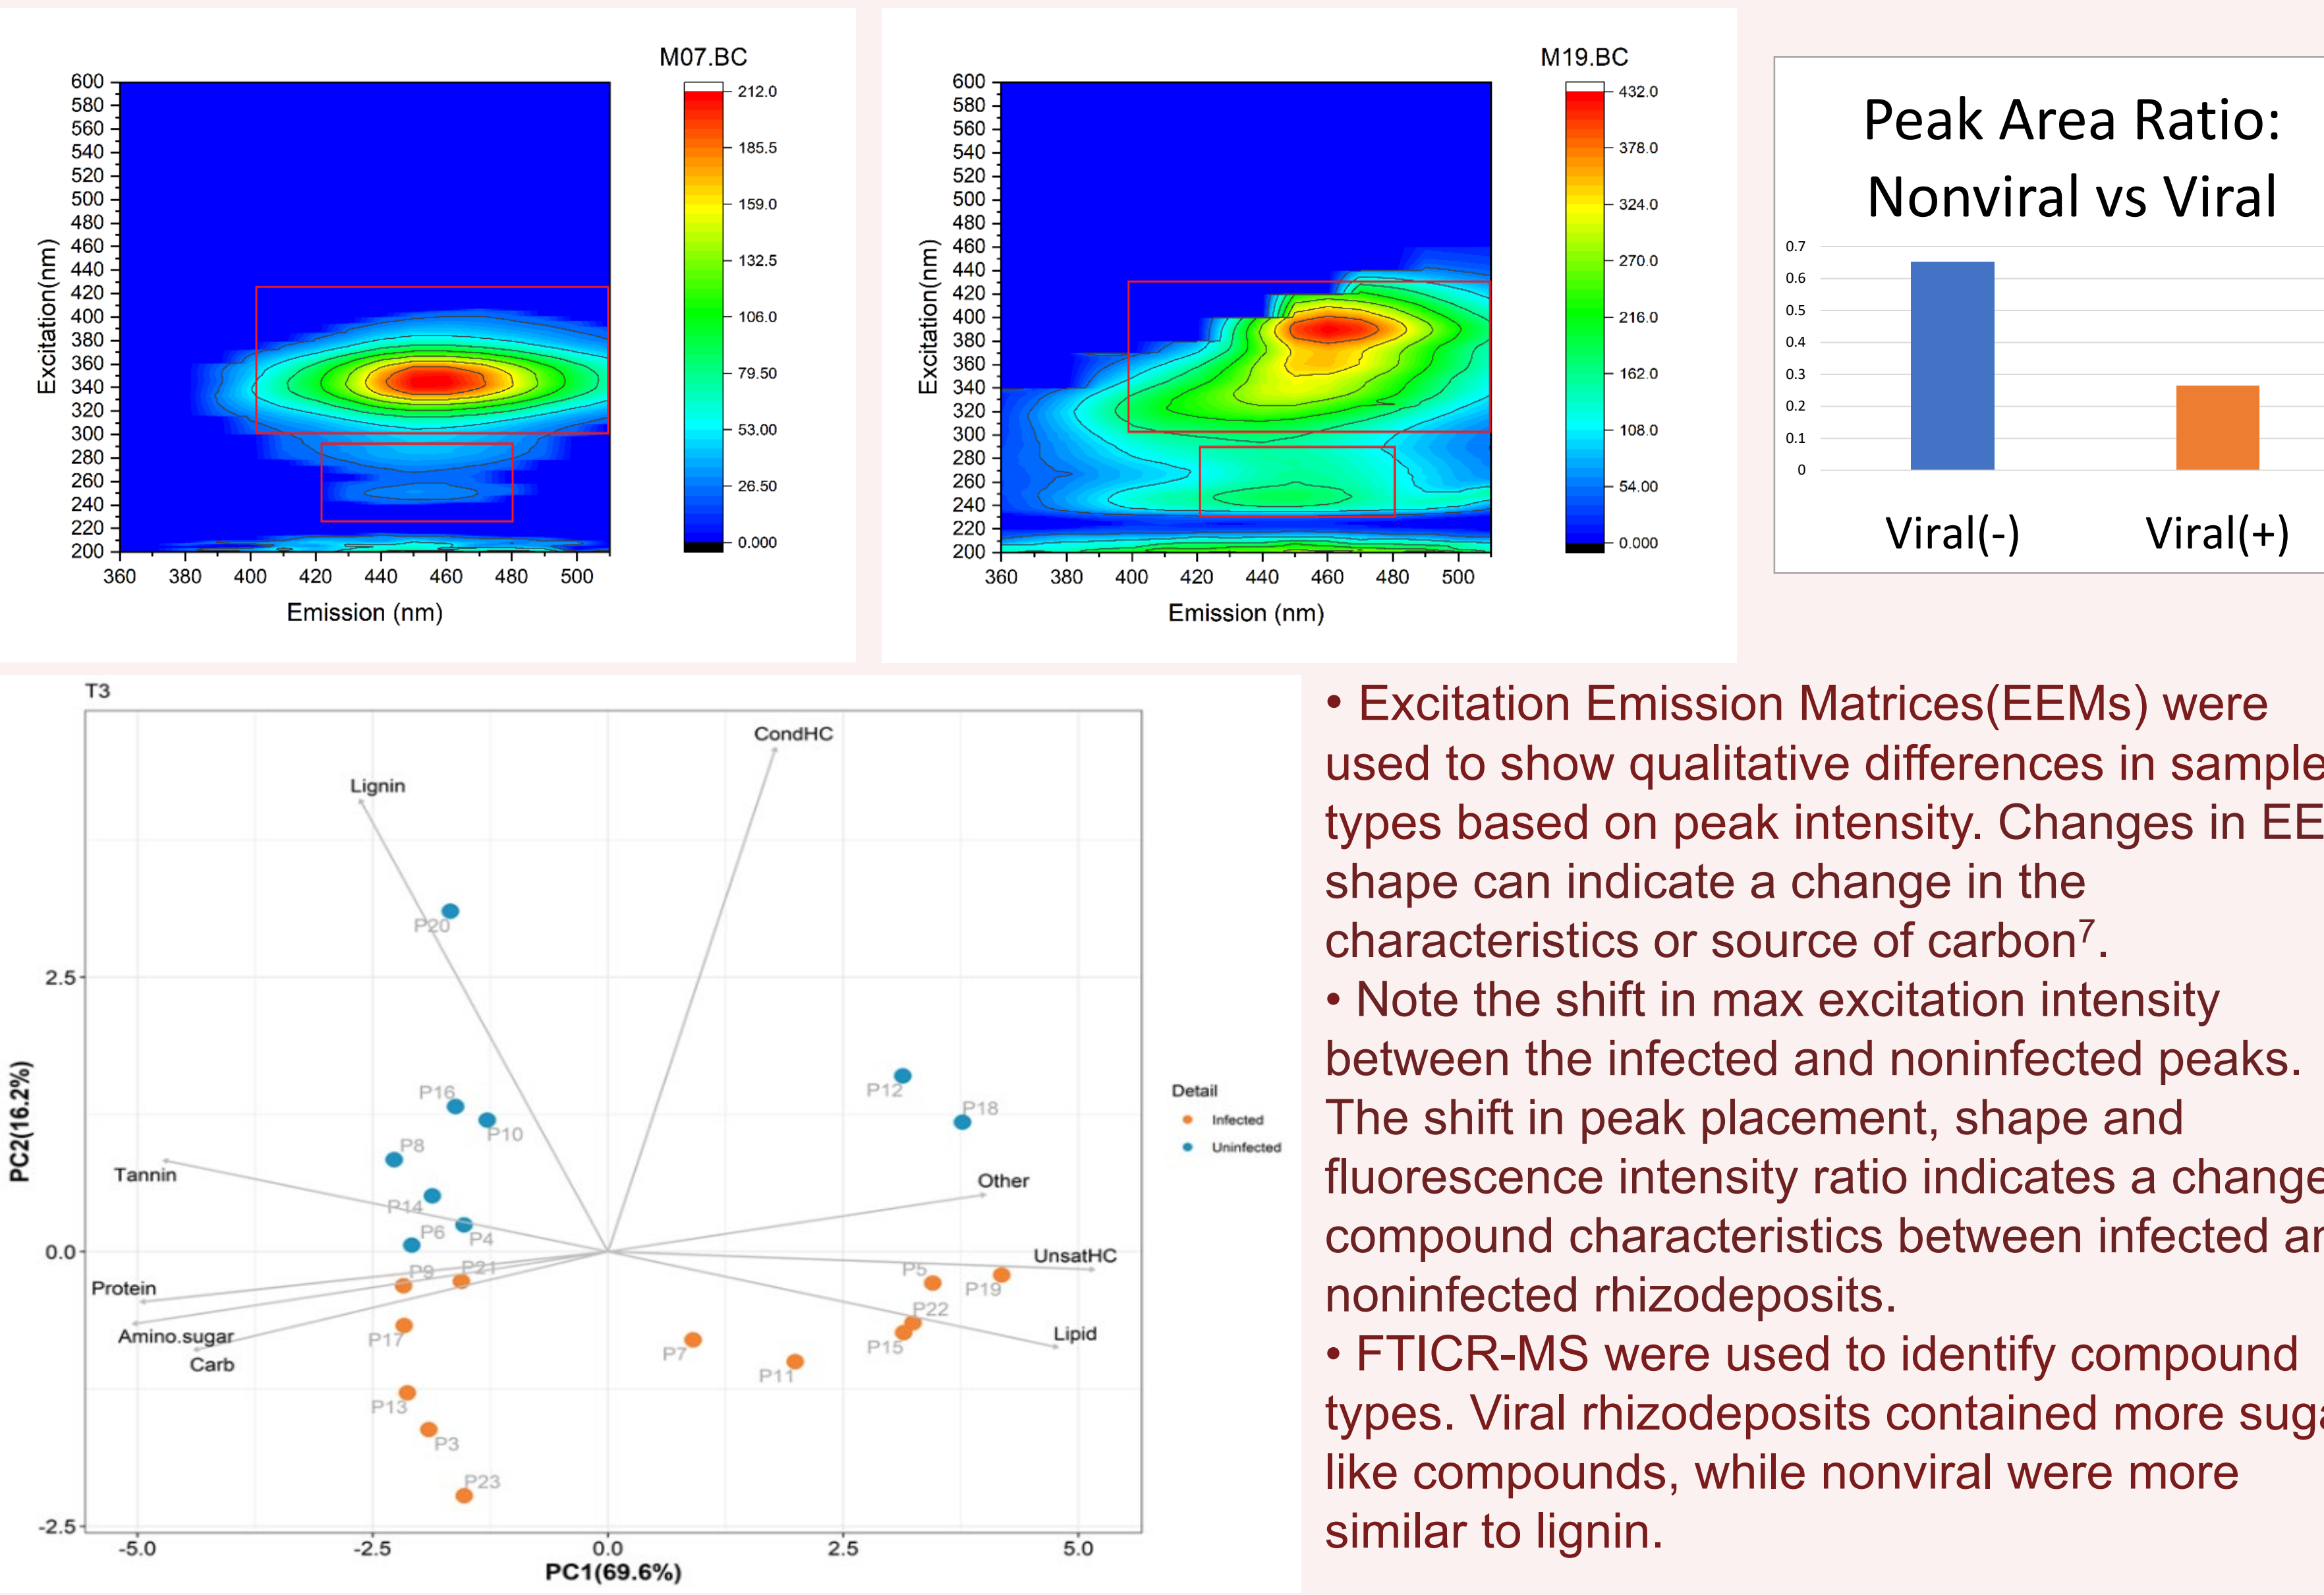 M07.BC
600
580
560
540
520
500
480
460
440
420
400
380
360
340
320
300
280
260
240
220
200
Excitation(nm)
360 380 400 420 440 460 480 500
Emission (nm)
212.0
185.5
159.0
132.5
106.0
79.50
53.00
26.50
0.000
M19.BC
600
580
560
540
520
500
480
460
440
420
400
380
360
340
320
300
280
260
240
220
200
Excitation(nm)
360 380 400 420 440 460 480 500
Emission (nm)
432.0
378.0
324.0
270.0
216.0
162.0
108.0
54.00
0.000
Peak Area Ratio:
Nonviral vs Viral
0.7
0.6
0.5
0.4
0.3
0.2
0.1
0
Viral(-) Viral(+)
T3
CondHC
Lignin
P20
2.5
P16
P10
P12
P18
P8
Tannin
P14
P6
P4
Other
0.0
UnsatHC
P9
P21
P5
P19
Protein
P22
Amino.sugar
P17
Carb
P7
P15
Lipid
P11
P13
P3
P23
-2.5
PC2(16.2%)
-5.0 -2.5 0.0 2.5 5.0
PC1(69.6%)
Detail
Infected
Uninfected
• Excitation Emission Matrices(EEMs) were
used to show qualitative differences in sample
types based on peak intensity. Changes in EE
shape can indicate a change in the
characteristics or source of carbon⁷.
• Note the shift in max excitation intensity
between the infected and noninfected peaks.
The shift in peak placement, shape and
fluorescence intensity ratio indicates a change
compound characteristics between infected
noninfected rhizodeposits.
• FTICR-MS were used to identify compound
types. Viral rhizodeposits contained more
like compounds, while nonviral were more
similar to lignin.